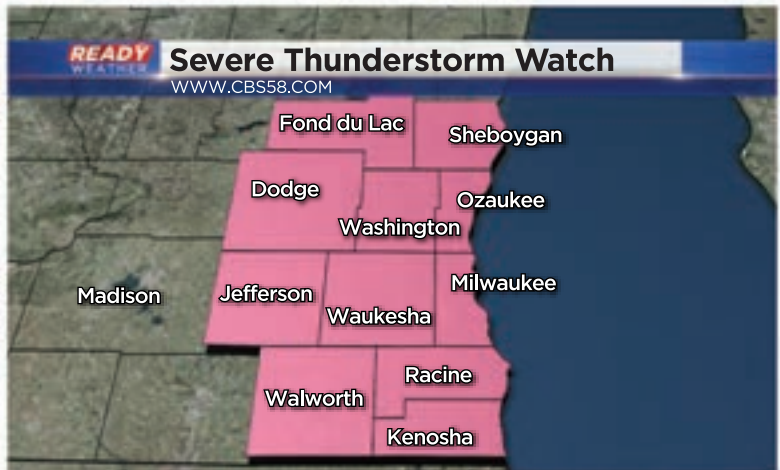 READY
WEATHER
Severe Thunderstorm Watch
WWW.CBS58.COM
Fond du Lac
Sheboygan
Dodge
Ozaukee
Washington
Milwaukee
Madison
Jefferson
Waukesha
Racine
Walworth
Kenosha